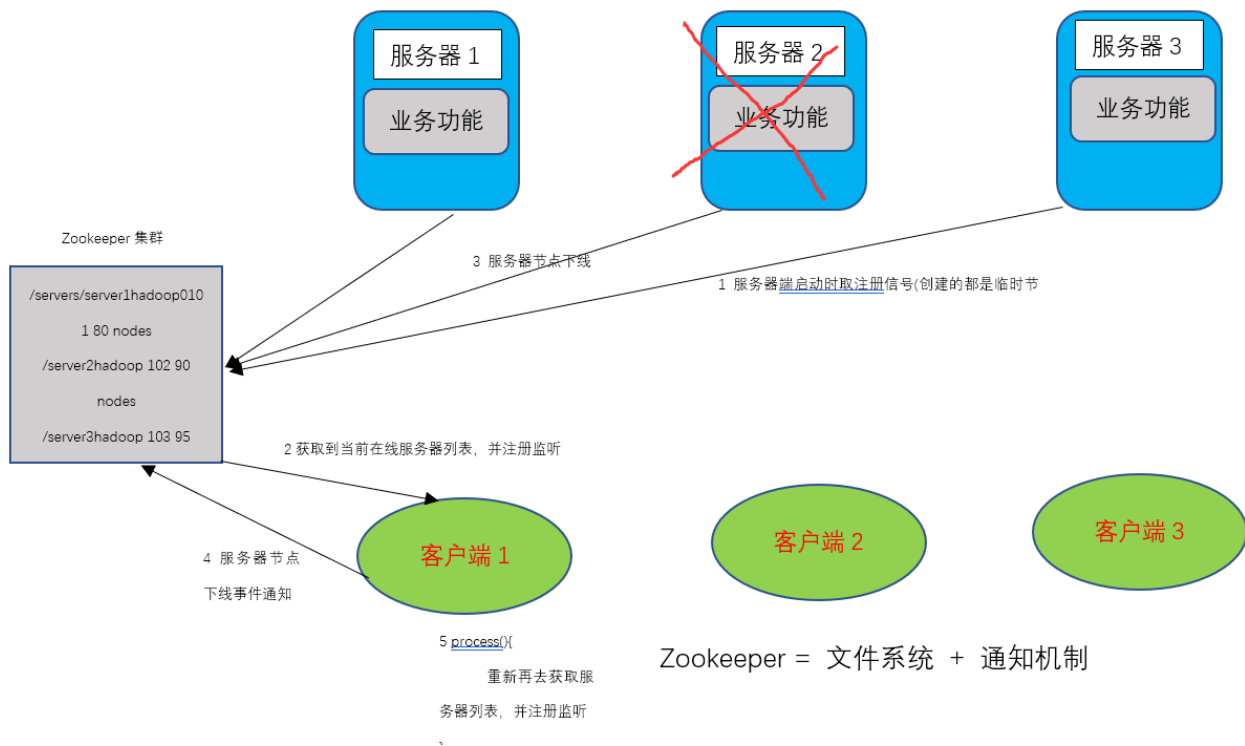 服务器 1
业务功能
服务器 2
业务功能
服务器 3
业务功能
Zookeeper 集群
/servers/server1hadoop010
1 80 nodes
/server2hadoop 102 90
nodes
/server3hadoop 103 95
3 服务器节点下线
1 服务器端启动时取注册信号(创建的都是临时节
2 获取到当前在线服务器列表，并注册监听
4 服务器节点
下线事件通知
客户端 1
客户端 2
客户端 3
5 process(){
重新再去获取服
务器列表，并注册监听
Zookeeper = 文件系统 + 通知机制